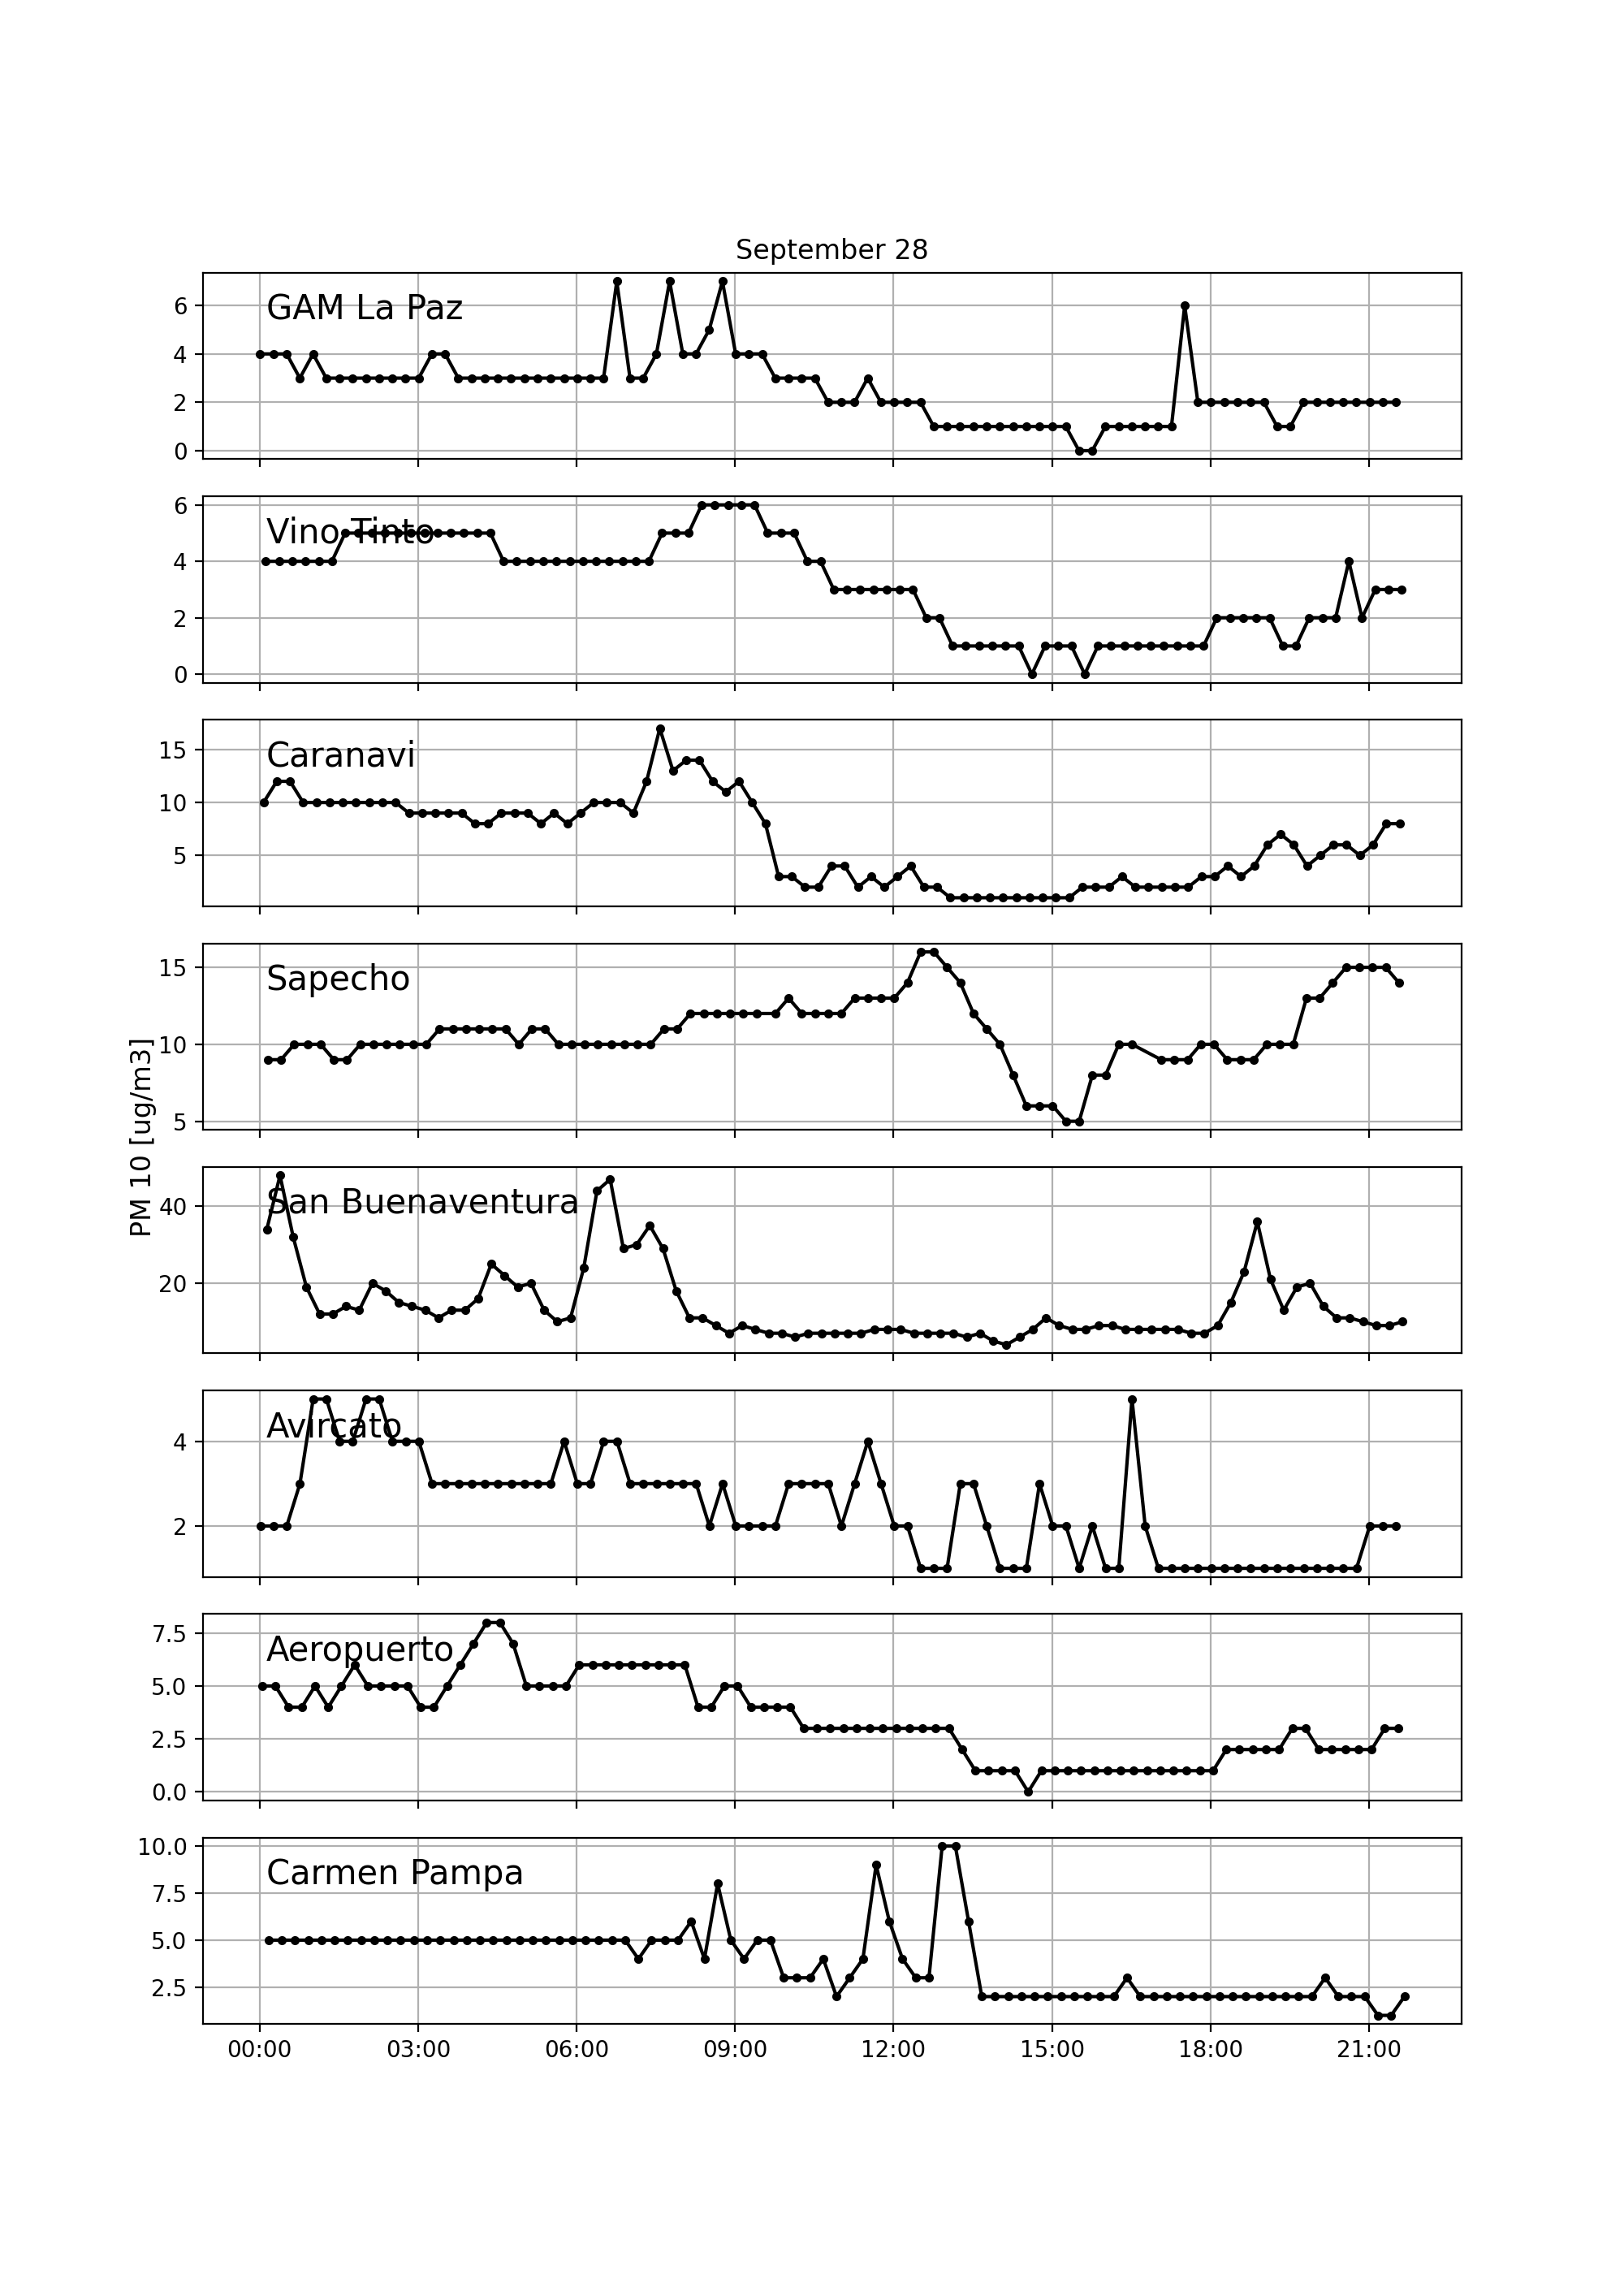 September 28
GAM La Paz
6
4
2
0
Vino Tinto
6
4
2
0
Caranavi
15
10
5
Sapecho
15
10
5
PM 10 [ug/m3]
San Buenaventura
40
20
Avircato
4
2
Aeropuerto
7.5
5.0
2.5
0.0
Carmen Pampa
10.0
7.5
5.0
2.5
00:00 03:00 06:00 09:00 12:00 15:00 18:00 21:00